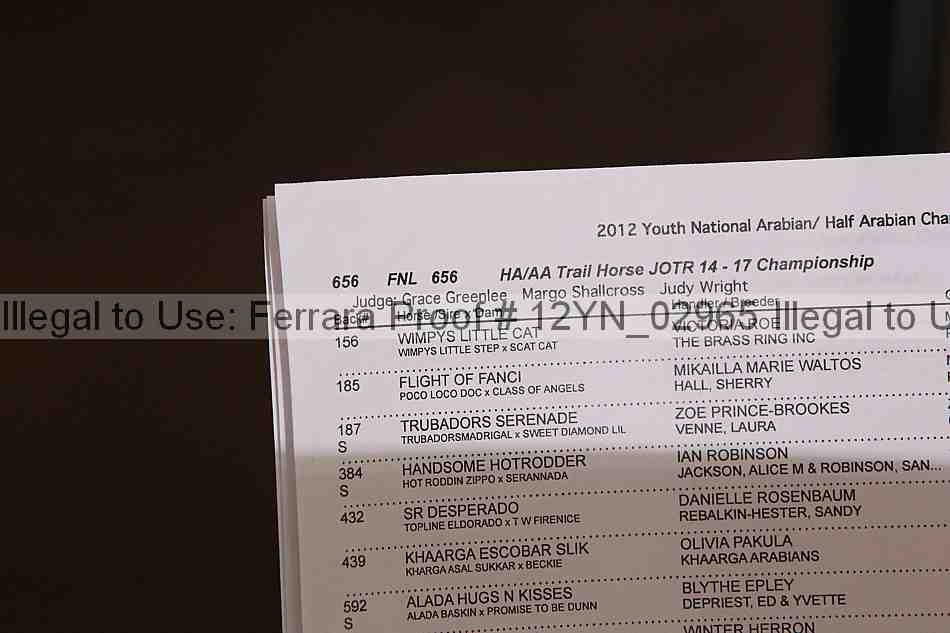 2012 Youth National Arabian/ Half Arabian
656 FNL 656 HA/AA Trail Horse JOTR 14 - 17 Championship
Judge: Grace Greenlee Margo Shallcross Judy Wright
Back# Horse /Sire x Dam Handler / Breeder
Illegal to Use: Ferrara Proof # 12YN_02965 Illegal to U
156 WIMPYS LITTLE CAT VICTORIA ROE
WIMPYS LITTLE STEP x SCAT CAT THE BRASS RING INC
185 FLIGHT OF FANCI MIKAILLA MARIE WALTOS
POCO LOCO DOC x CLASS OF ANGELS HALL, SHERRY
187 TRUBADORS SERENADE ZOE PRINCE-BROOKES
S TRUBADORSMADRIGAL x SWEET DIAMOND LIL VENNE, LAURA
384 HANDSOME HOTRODDER IAN ROBINSON
S HOT RODDIN ZIPPO x SERANNADA JACKSON, ALICE M & ROBINSON, SAN...
432 SR DESPERADO DANIELLE ROSENBAUM
TOPLINE ELDORADO x T W FIRENICE REBALKIN-HESTER, SANDY
439 KHAARGA ESCOBAR SLIK OLIVIA PAKULA
KHARGA ASAL SUKKAR x BECKIE KHAARGA ARABIANS
592 ALADA HUGS N KISSES BLYTHE EPLEY
S ALADA BASKIN x PROMISE TO BE DUNN DEPRIEST, ED & YVETTE
WINTER HERRON